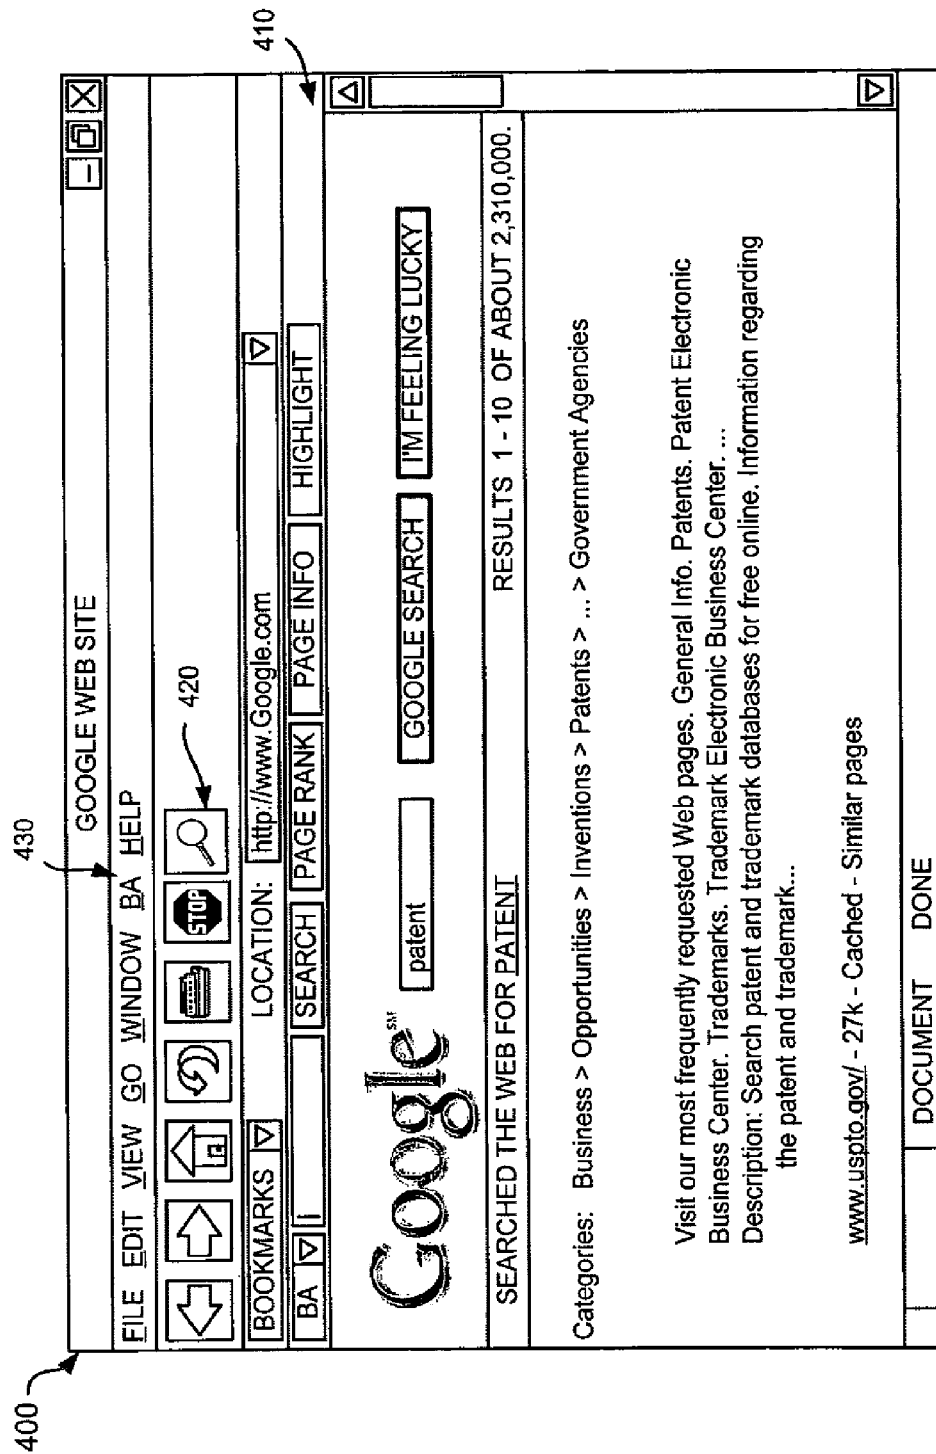 400
430
410
GOOGLE WEB SITE
FILE EDIT VIEW GO WINDOW BA HELP
STOP
420
BOOKMARKS LOCATION: http://www.Google.com
BA SEARCH PAGE RANK PAGE INFO HIGHLIGHT
Google SM patent GOOGLE SEARCH I'M FEELING LUCKY
SEARCHED THE WEB FOR PATENT RESULTS 1 - 10 OF ABOUT 2,310,000.
Categories: Business > Opportunities > Inventions > Patents > ... > Government Agencies
Visit our most frequently requested Web pages. General Info. Patents. Patent Electronic
Business Center. Trademarks. Trademark Electronic Business Center. ...
Description: Search patent and trademark databases for free online. Information regarding
the patent and trademark...
www.uspto.gov/ - 27k - Cached - Similar pages
DOCUMENT DONE